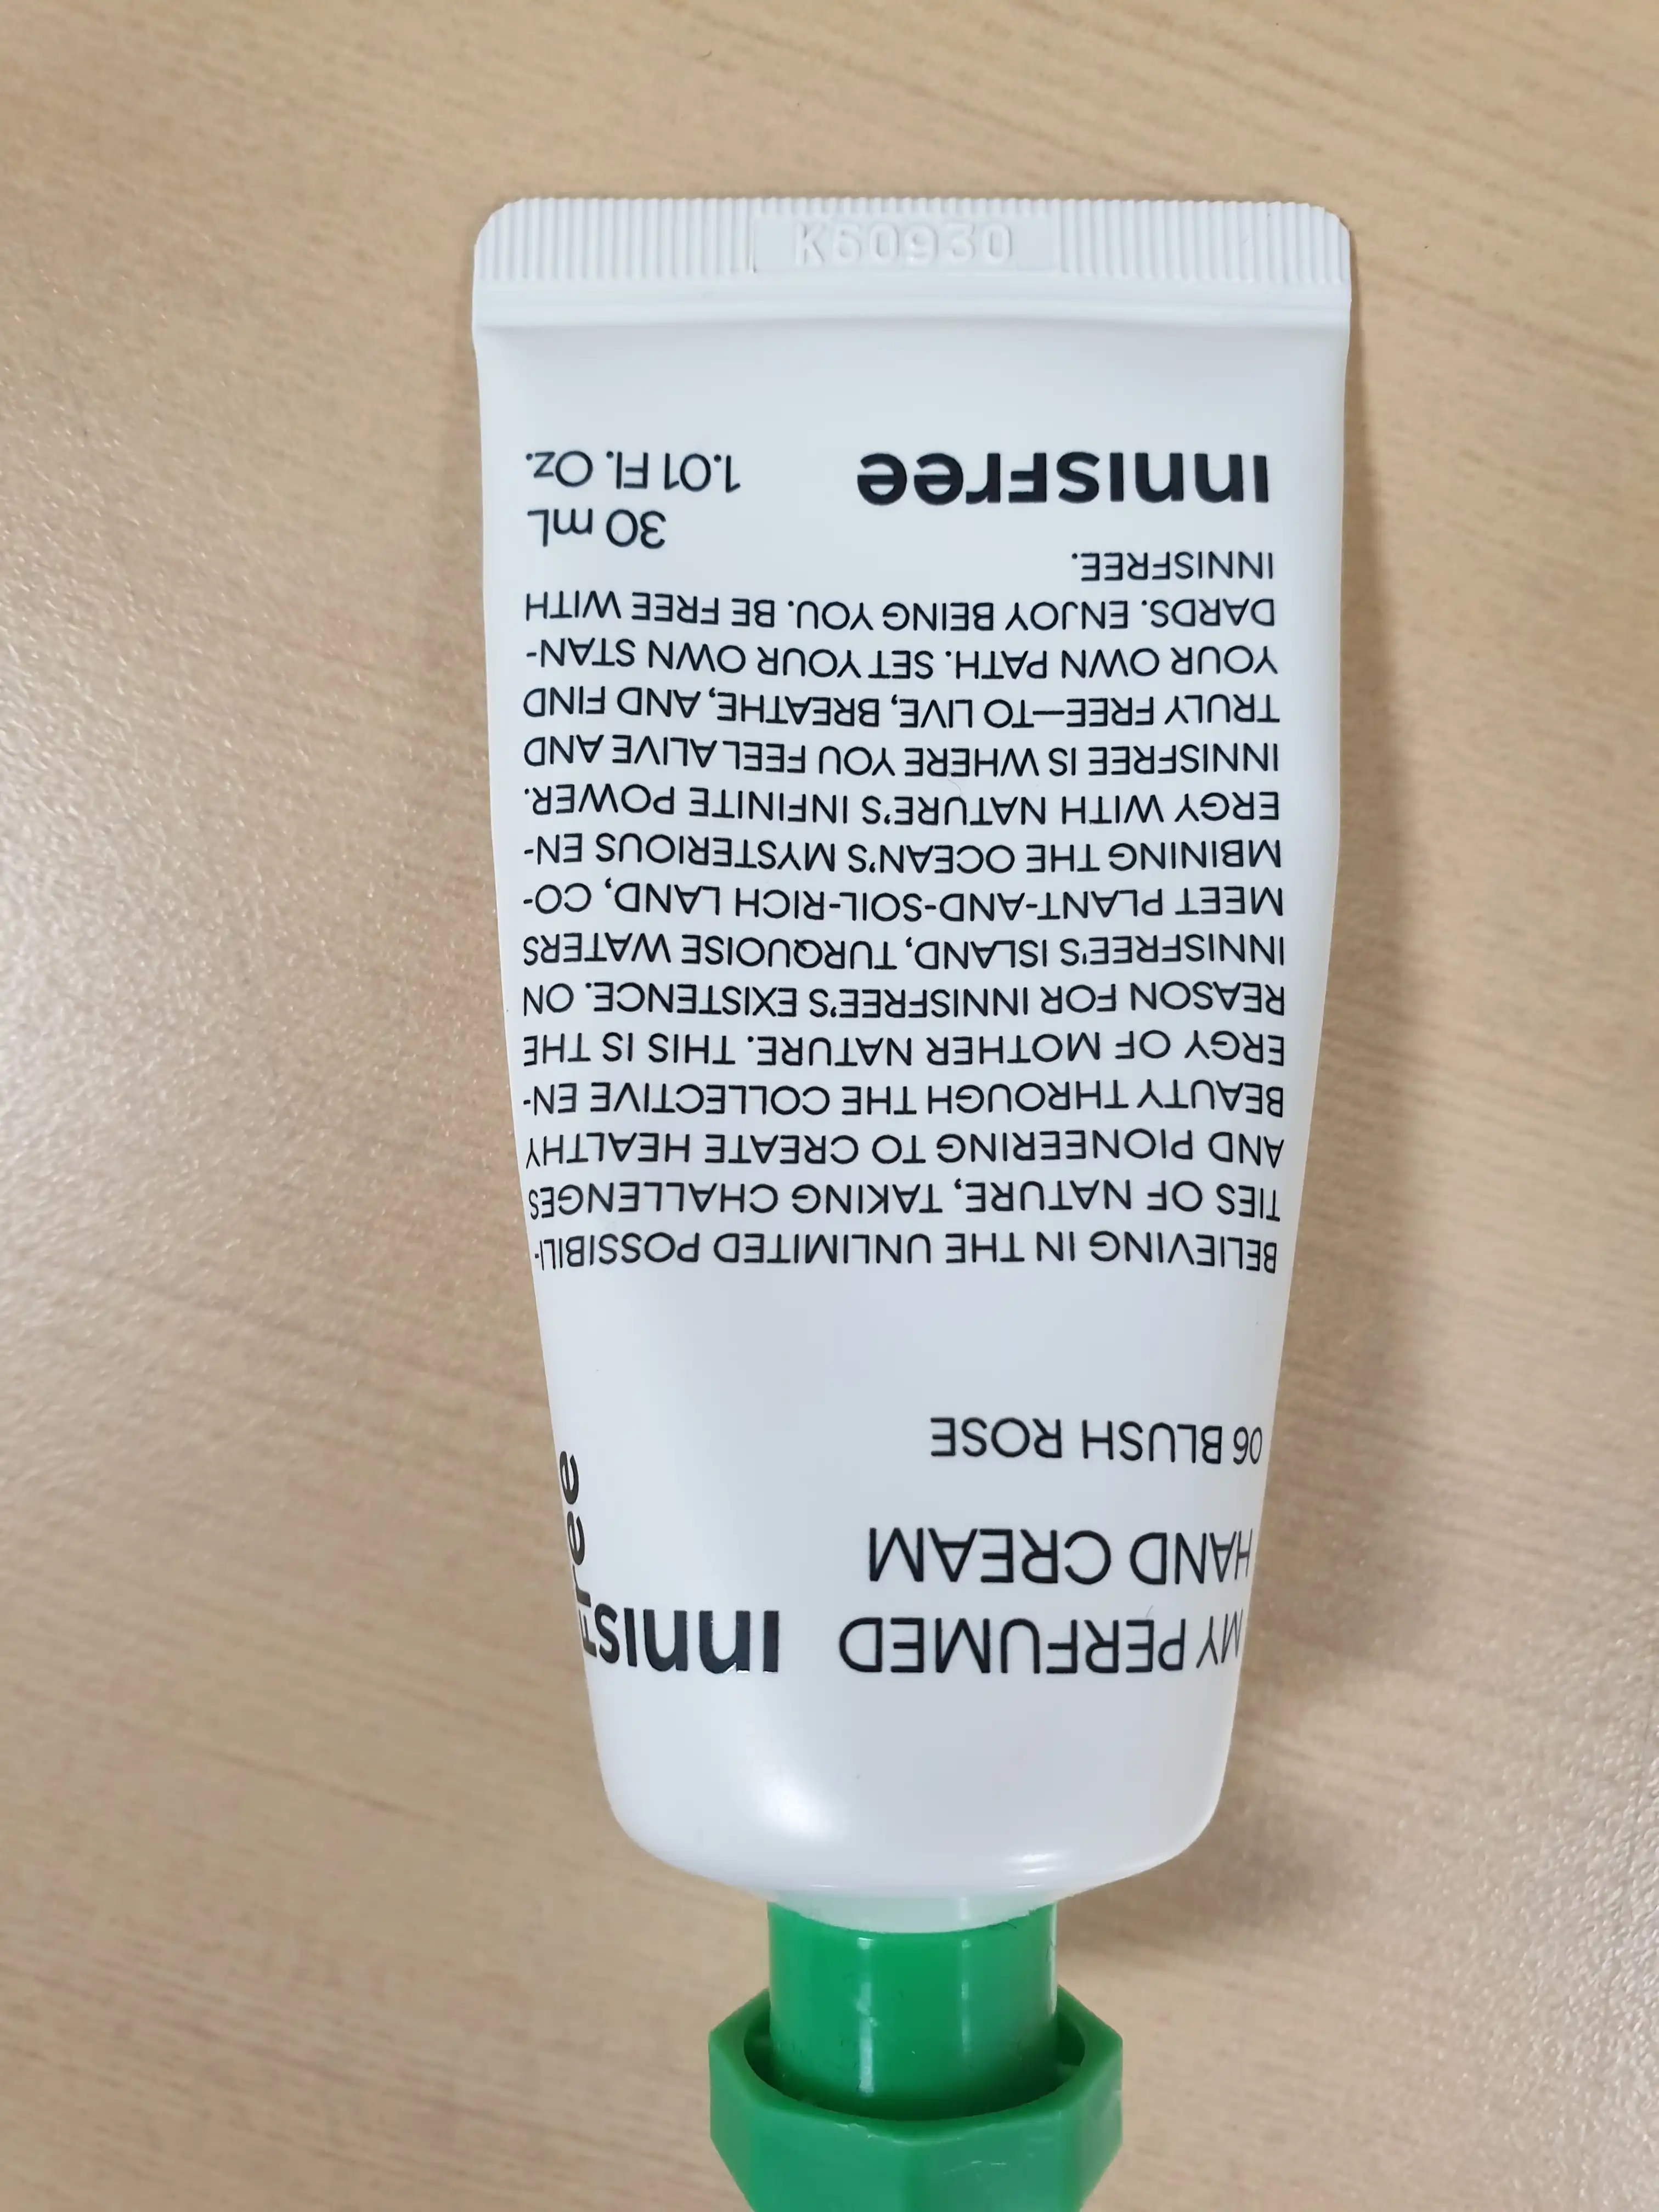 MY PERFUMED
HAND CREAM
innisfree
06 BLUSH ROSE
BELIEVING IN THE UNLIMITED POSSIBILI-
TIES OF NATURE, TAKING CHALLENGES
AND PIONEERING TO CREATE HEALTHY
BEAUTY THROUGH THE COLLECTIVE EN-
ERGY OF MOTHER NATURE. THIS IS THE
REASON FOR INNISFREE'S EXISTENCE. ON
INNISFREE'S ISLAND, TURQUOISE WATERS
MEET PLANT-AND-SOIL-RICH LAND, CO-
MBINING THE OCEAN'S MYSTERIOUS EN-
ERGY WITH NATURE'S INFINITE POWER.
INNISFREE IS WHERE YOU FEEL ALIVE AND
TRULY FREE—TO LIVE, BREATHE, AND FIND
YOUR OWN PATH. SET YOUR OWN STAN-
DARDS. ENJOY BEING YOU. BE FREE WITH
INNISFREE.
innisfree
30 mL
1.01 Fl. Oz.
K60930